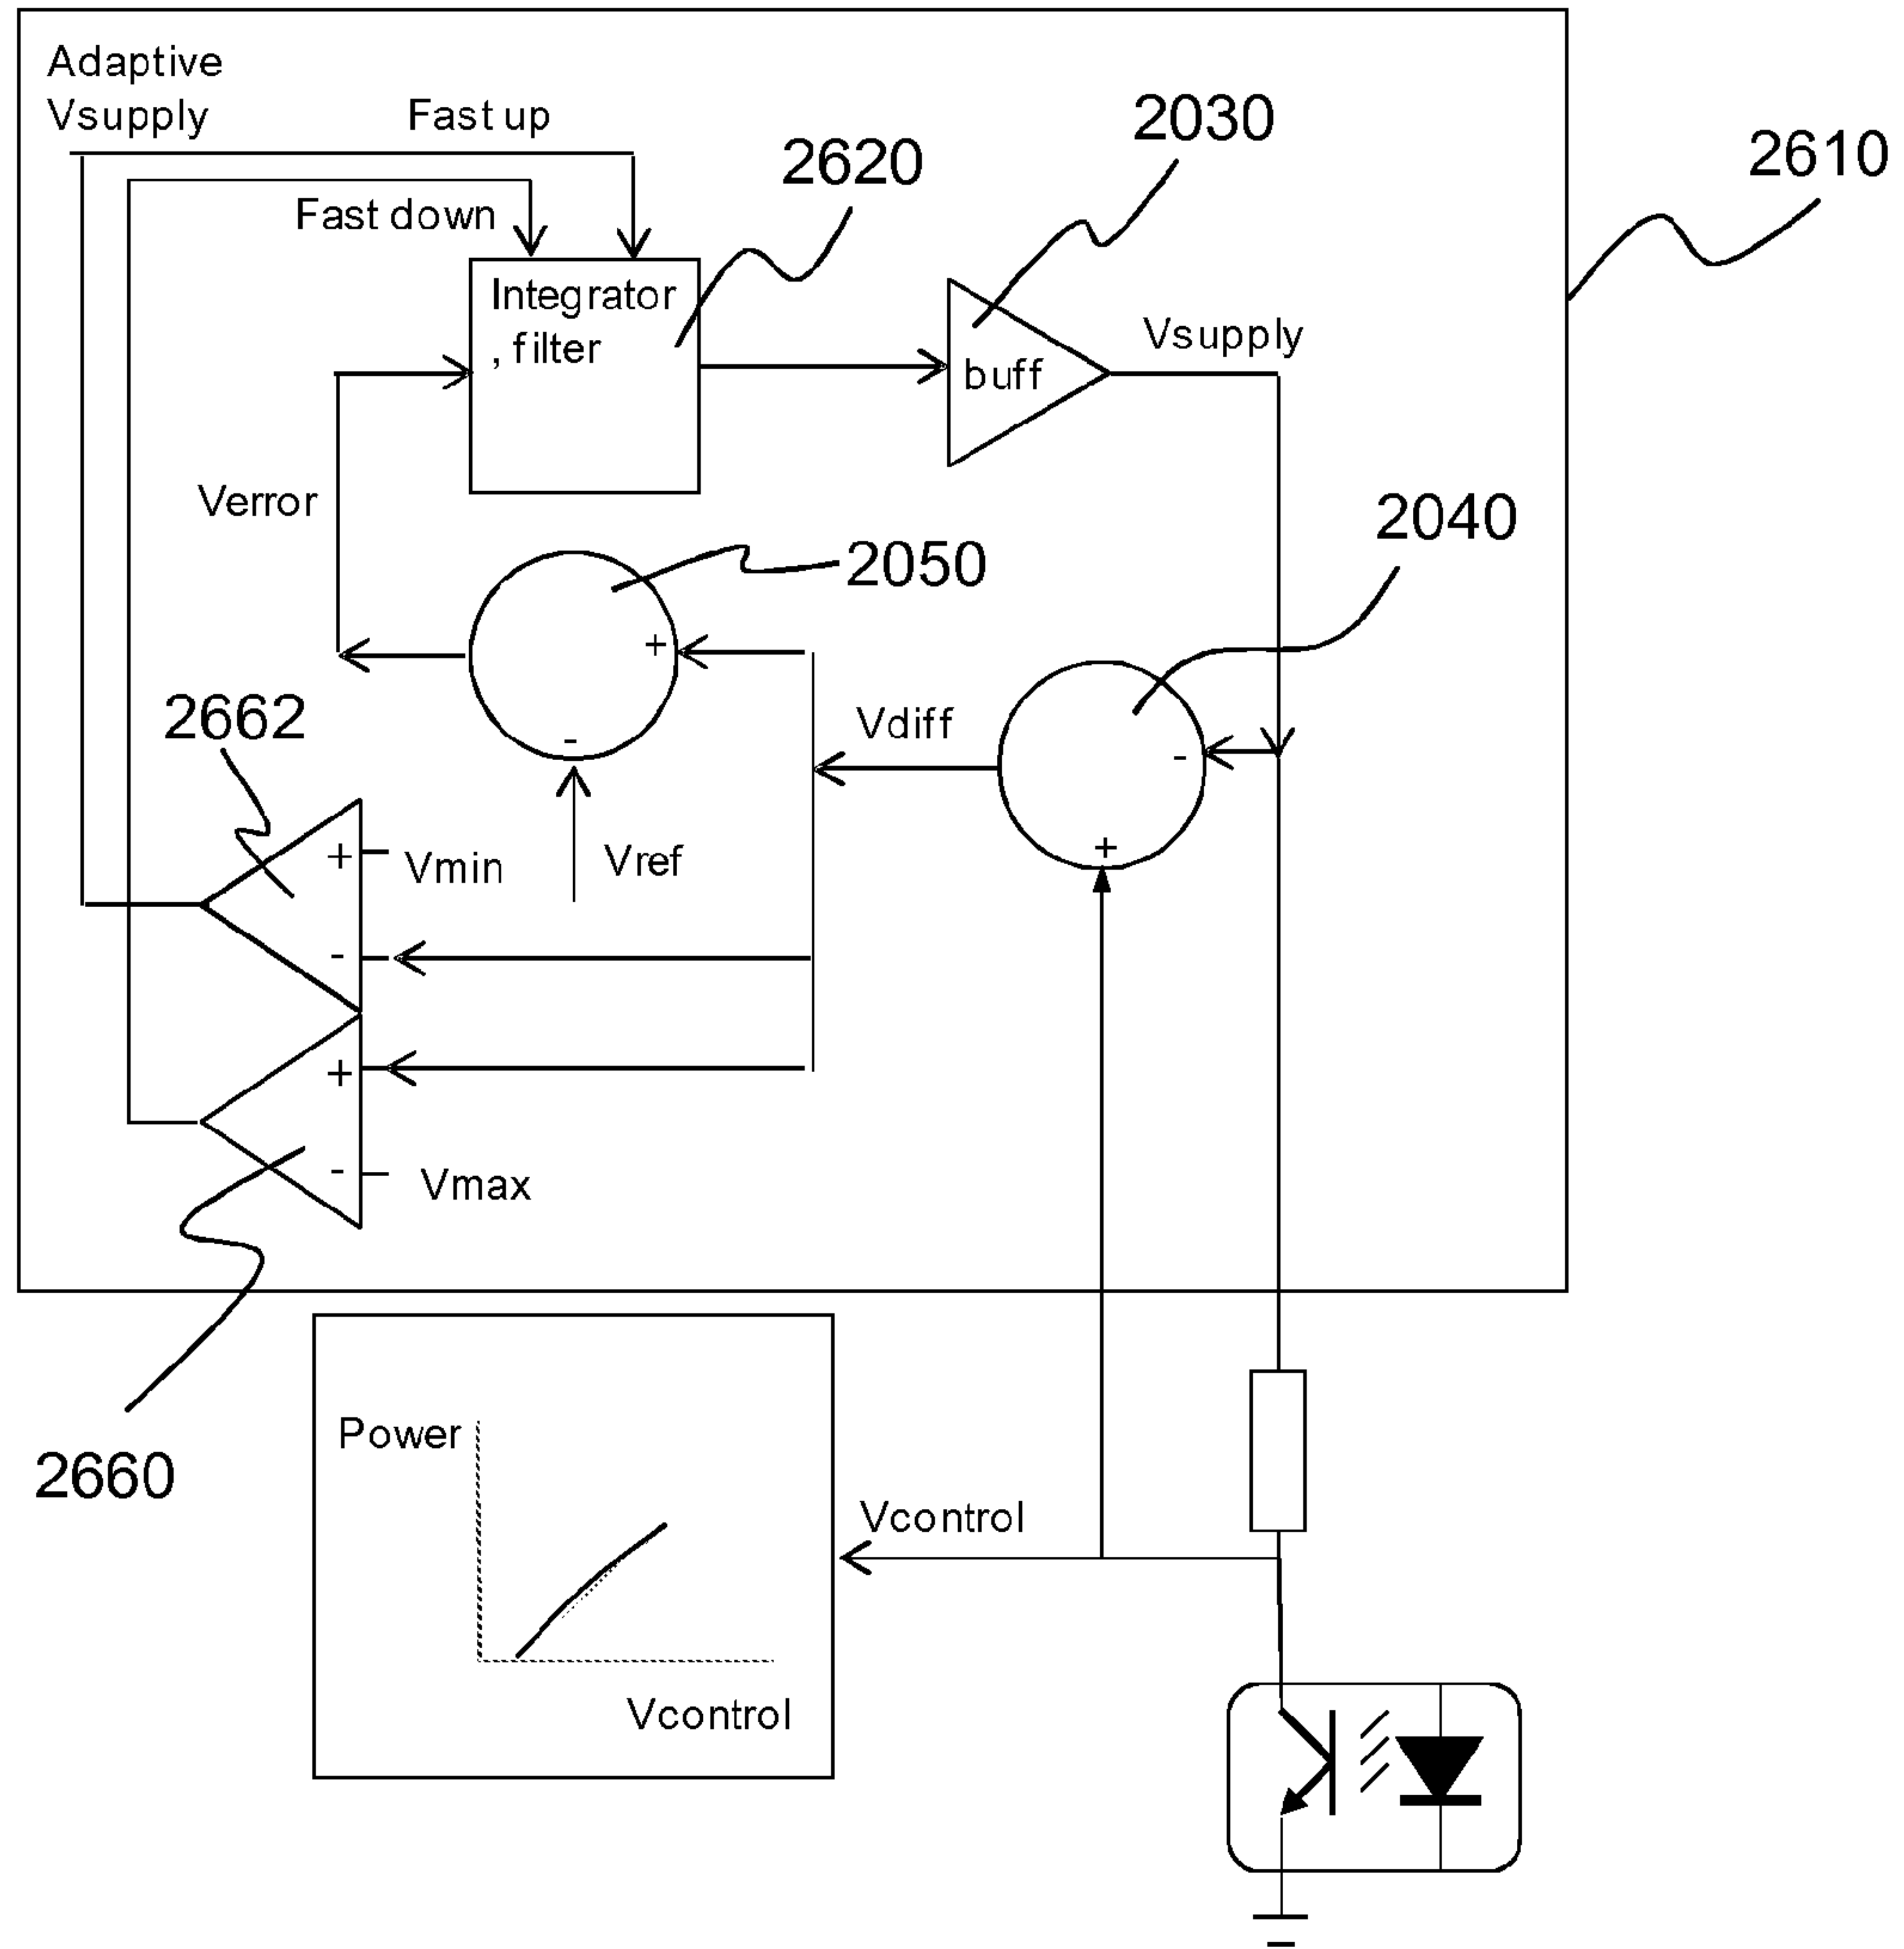 Adaptive
Vsupply
Fast up
2030
2620
2610
Fast down
Integrator
, filter
Vsupply
buff
Verror
2040
2050
+
2662
Vdiff
-
-
+
Vmin
Vref
+
-
+
-
Vmax
2660
Power
Vcontrol
Vcontrol